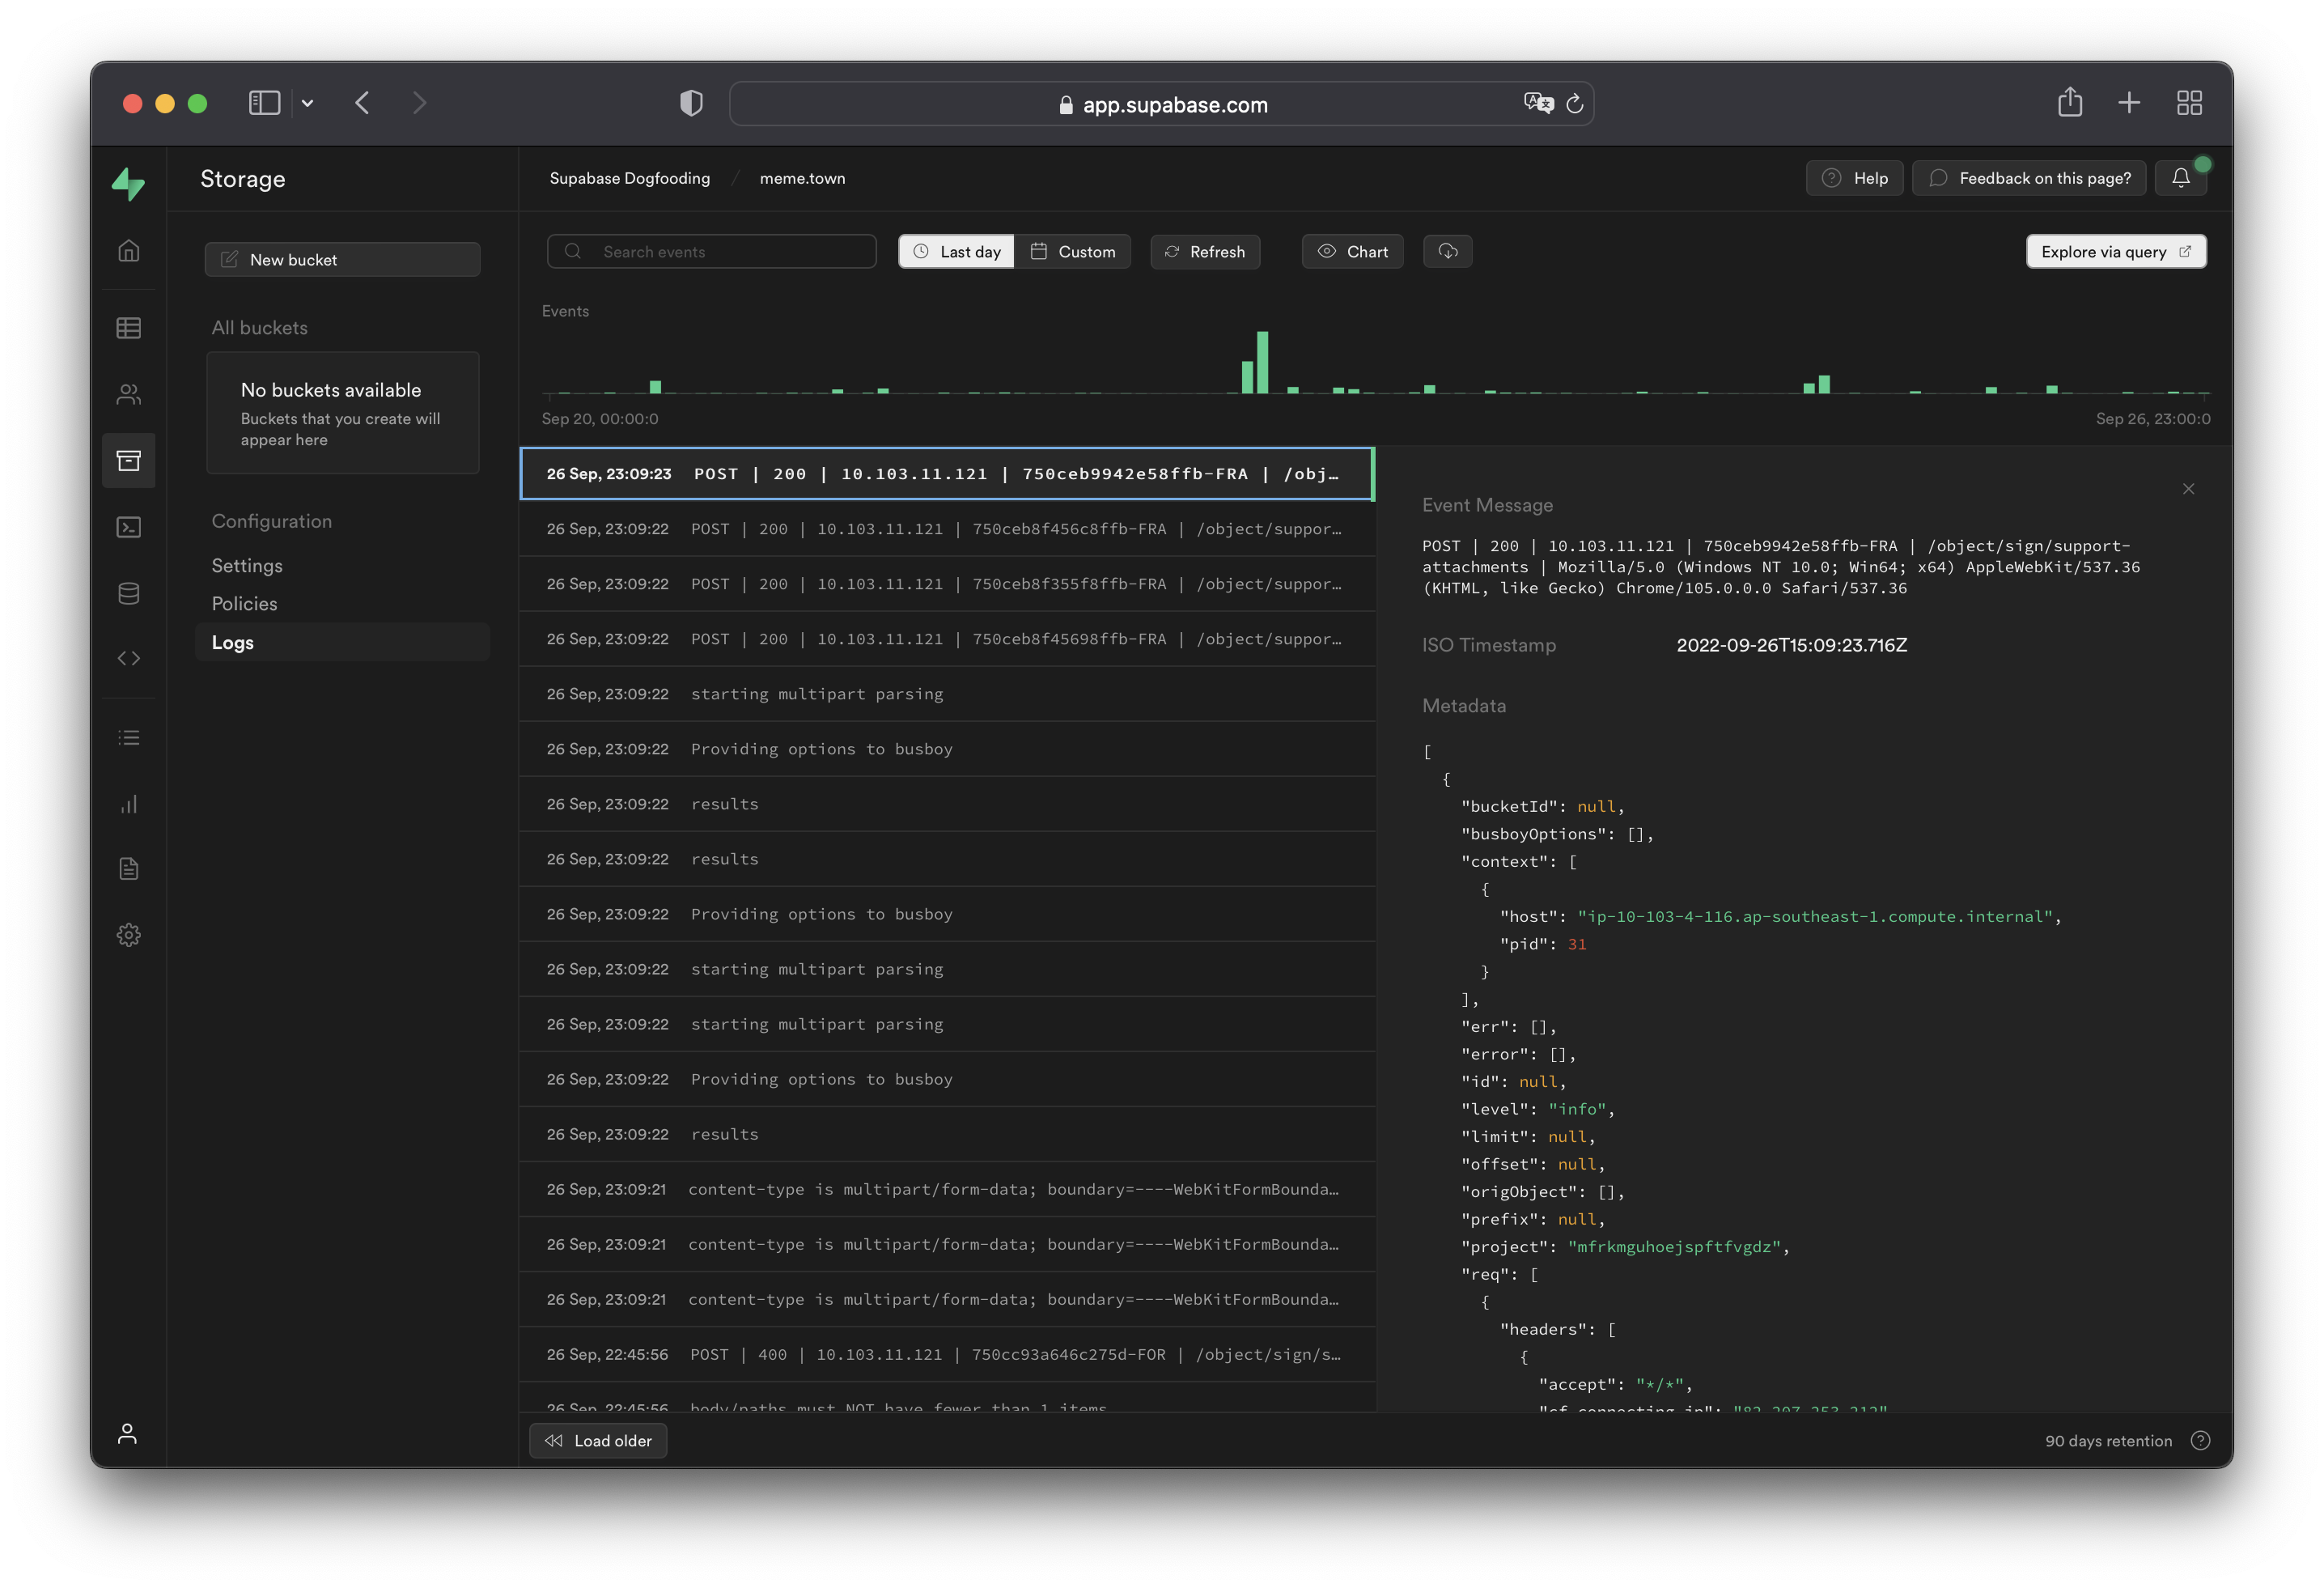 app.supabase.com
Storage
Supabase Dogfooding / meme.town
Help
Feedback on this page?
New bucket
All buckets
No buckets available
Buckets that you create will
appear here
Configuration
Settings
Policies
Logs
Search events
Last day
Custom
Refresh
Chart
Explore via query
Events
Sep 20, 00:00:0
Sep 26, 23:00:0
26 Sep, 23:09:23 POST | 200 | 10.103.11.121 | 750ceb9942e58ffb-FRA | /obj…
26 Sep, 23:09:22 POST | 200 | 10.103.11.121 | 750ceb8f456c8ffb-FRA | /object/suppor…
26 Sep, 23:09:22 POST | 200 | 10.103.11.121 | 750ceb8f355f8ffb-FRA | /object/suppor…
26 Sep, 23:09:22 POST | 200 | 10.103.11.121 | 750ceb8f45698ffb-FRA | /object/suppor…
26 Sep, 23:09:22 starting multipart parsing
26 Sep, 23:09:22 Providing options to busboy
26 Sep, 23:09:22 results
26 Sep, 23:09:22 results
26 Sep, 23:09:22 Providing options to busboy
26 Sep, 23:09:22 starting multipart parsing
26 Sep, 23:09:22 starting multipart parsing
26 Sep, 23:09:22 Providing options to busboy
26 Sep, 23:09:22 results
26 Sep, 23:09:21 content-type is multipart/form-data; boundary=----WebKitFormBounda…
26 Sep, 23:09:21 content-type is multipart/form-data; boundary=----WebKitFormBounda…
26 Sep, 23:09:21 content-type is multipart/form-data; boundary=----WebKitFormBounda…
26 Sep, 22:45:56 POST | 400 | 10.103.11.121 | 750cc93a646c275d-FOR | /object/sign/s…
26 Sep, 22:45:56 body/paths must NOT have fewer than 1 items
Load older
Event Message
POST | 200 | 10.103.11.121 | 750ceb9942e58ffb-FRA | /object/sign/support-
attachments | Mozilla/5.0 (Windows NT 10.0; Win64; x64) AppleWebKit/537.36
(KHTML, like Gecko) Chrome/105.0.0.0 Safari/537.36
ISO Timestamp 2022-09-26T15:09:23.716Z
Metadata
[
{
"bucketId": null,
"busboyOptions": [],
"context": [
{
"host": "ip-10-103-4-116.ap-southeast-1.compute.internal",
"pid": 31
}
],
"err": [],
"error": [],
"id": null,
"level": "info",
"limit": null,
"offset": null,
"origObject": [],
"prefix": null,
"project": "mfrkmguhoejspftfvgdz",
"req": [
{
"headers": [
{
"accept": "*/*",
90 days retention